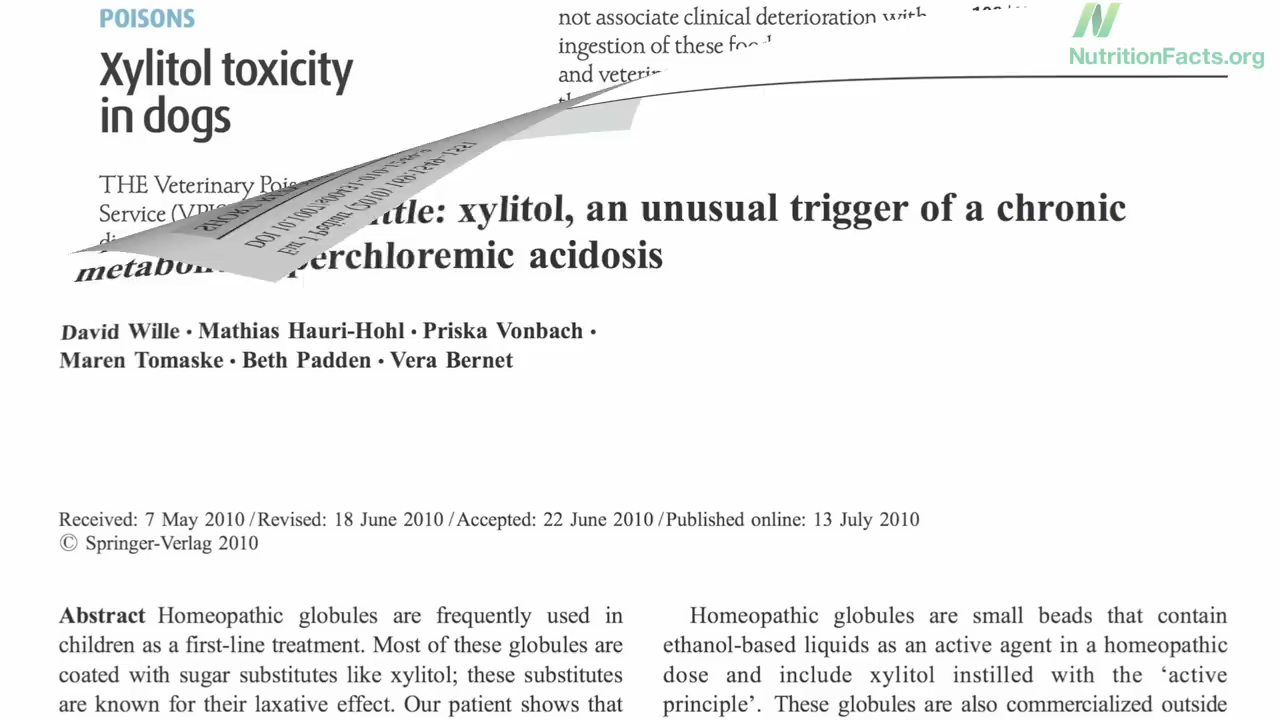 POISONS
Xylitol toxicity
in dogs
THE Veterinary
Service
not associate clinical deterioration with
ingestion of these
and
NutritionFacts.org
xylitol, an unusual trigger of a chronic
acidosis
David Wille • Mathias Hauri-Hohl • Priska Vonbach •
Maren Tomaske • Beth Padden • Vera Bernet
Received: 7 May 2010 / Revised: 18 June 2010 / Accepted: 22 June 2010 / Published online: 13 July 2010
© Springer-Verlag 2010
Abstract Homeopathic globules are frequently used in
children as a first-line treatment. Most of these globules are
coated with sugar substitutes like xylitol; these substitutes
are known for their laxative effect. Our patient shows that
Homeopathic globules are small beads that contain
ethanol-based liquids as an active agent in a homeopathic
dose and include xylitol instilled with the ‘active
principle’. These globules are also commercialized outside